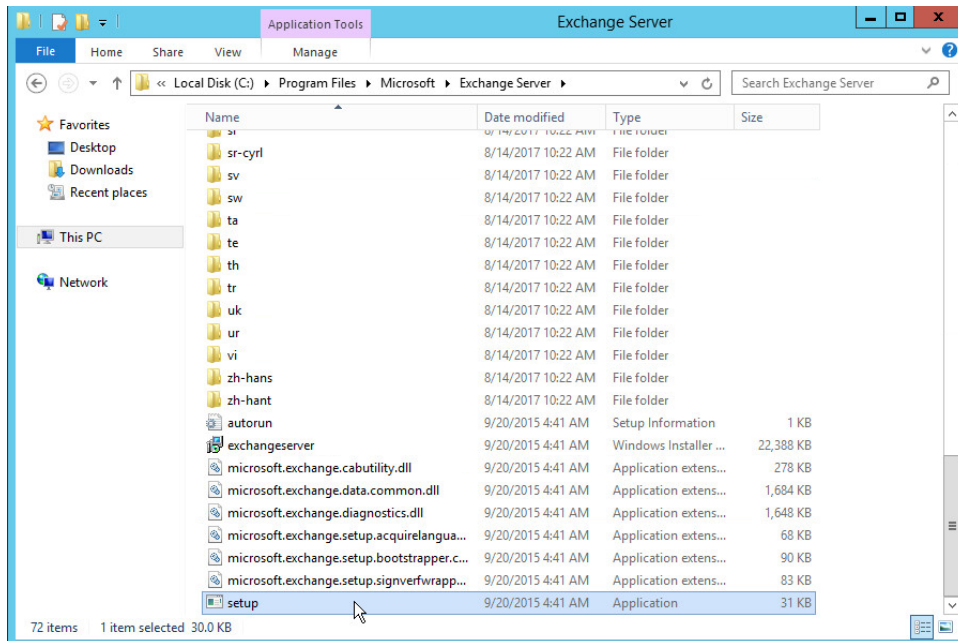 Application Tools Exchange Server
File Home Share View Manage
« Local Disk (C:) Program Files Microsoft Exchange Server Search Exchange Server
Favorites
Desktop
Downloads
Recent places
This PC
Network
Name Date modified Type Size
sr 8/14/2017 10:22 AM File folder
sr-cyrl 8/14/2017 10:22 AM File folder
sv 8/14/2017 10:22 AM File folder
sw 8/14/2017 10:22 AM File folder
ta 8/14/2017 10:22 AM File folder
te 8/14/2017 10:22 AM File folder
th 8/14/2017 10:22 AM File folder
tr 8/14/2017 10:22 AM File folder
uk 8/14/2017 10:22 AM File folder
ur 8/14/2017 10:22 AM File folder
vi 8/14/2017 10:22 AM File folder
zh-hans 8/14/2017 10:22 AM File folder
zh-hant 8/14/2017 10:22 AM File folder
autorun 9/20/2015 4:41 AM Setup Information 1 KB
exchangeserver 9/20/2015 4:41 AM Windows Installer ... 22,388 KB
microsoft.exchange.cabutility.dll 9/20/2015 4:41 AM Application extens... 278 KB
microsoft.exchange.data.common.dll 9/20/2015 4:41 AM Application extens... 1,684 KB
microsoft.exchange.diagnostics.dll 9/20/2015 4:41 AM Application extens... 1,648 KB
microsoft.exchange.setup.acquirelangua... 9/20/2015 4:41 AM Application extens... 68 KB
microsoft.exchange.setup.bootstrapper.c... 9/20/2015 4:41 AM Application extens... 90 KB
microsoft.exchange.setup.signverfwrapp... 9/20/2015 4:41 AM Application extens... 83 KB
setup 9/20/2015 4:41 AM Application 31 KB
72 items 1 item selected 30.0 KB